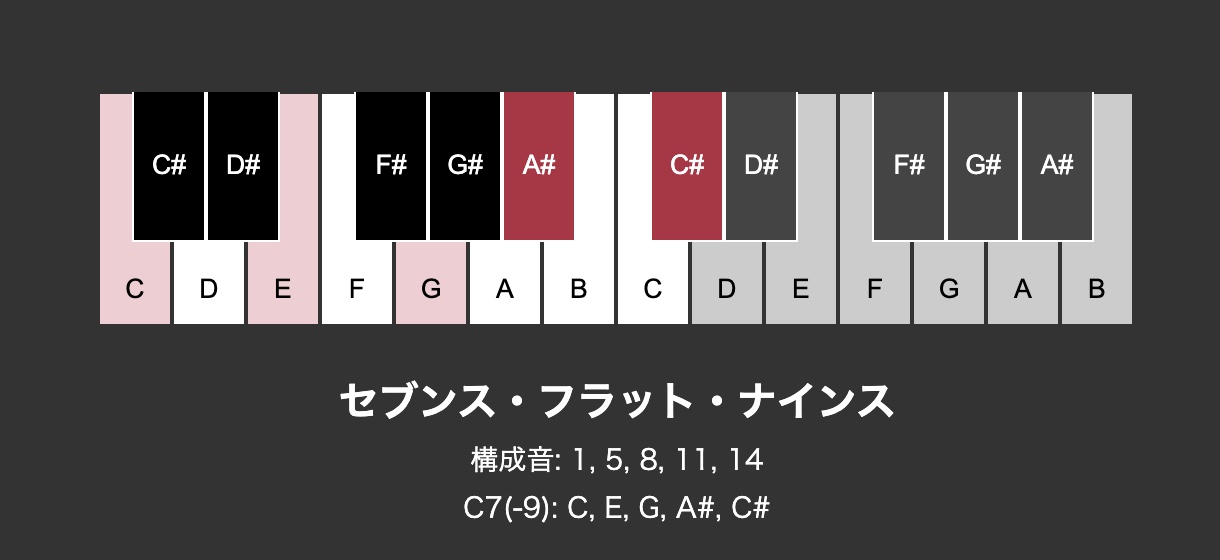 C# D# F# G# A# C# D# F# G# A#
C D E F G A B C D E F G A B
セブンス・フラット・ナインス
構成音: 1, 5, 8, 11, 14
C7(-9): C, E, G, A#, C#